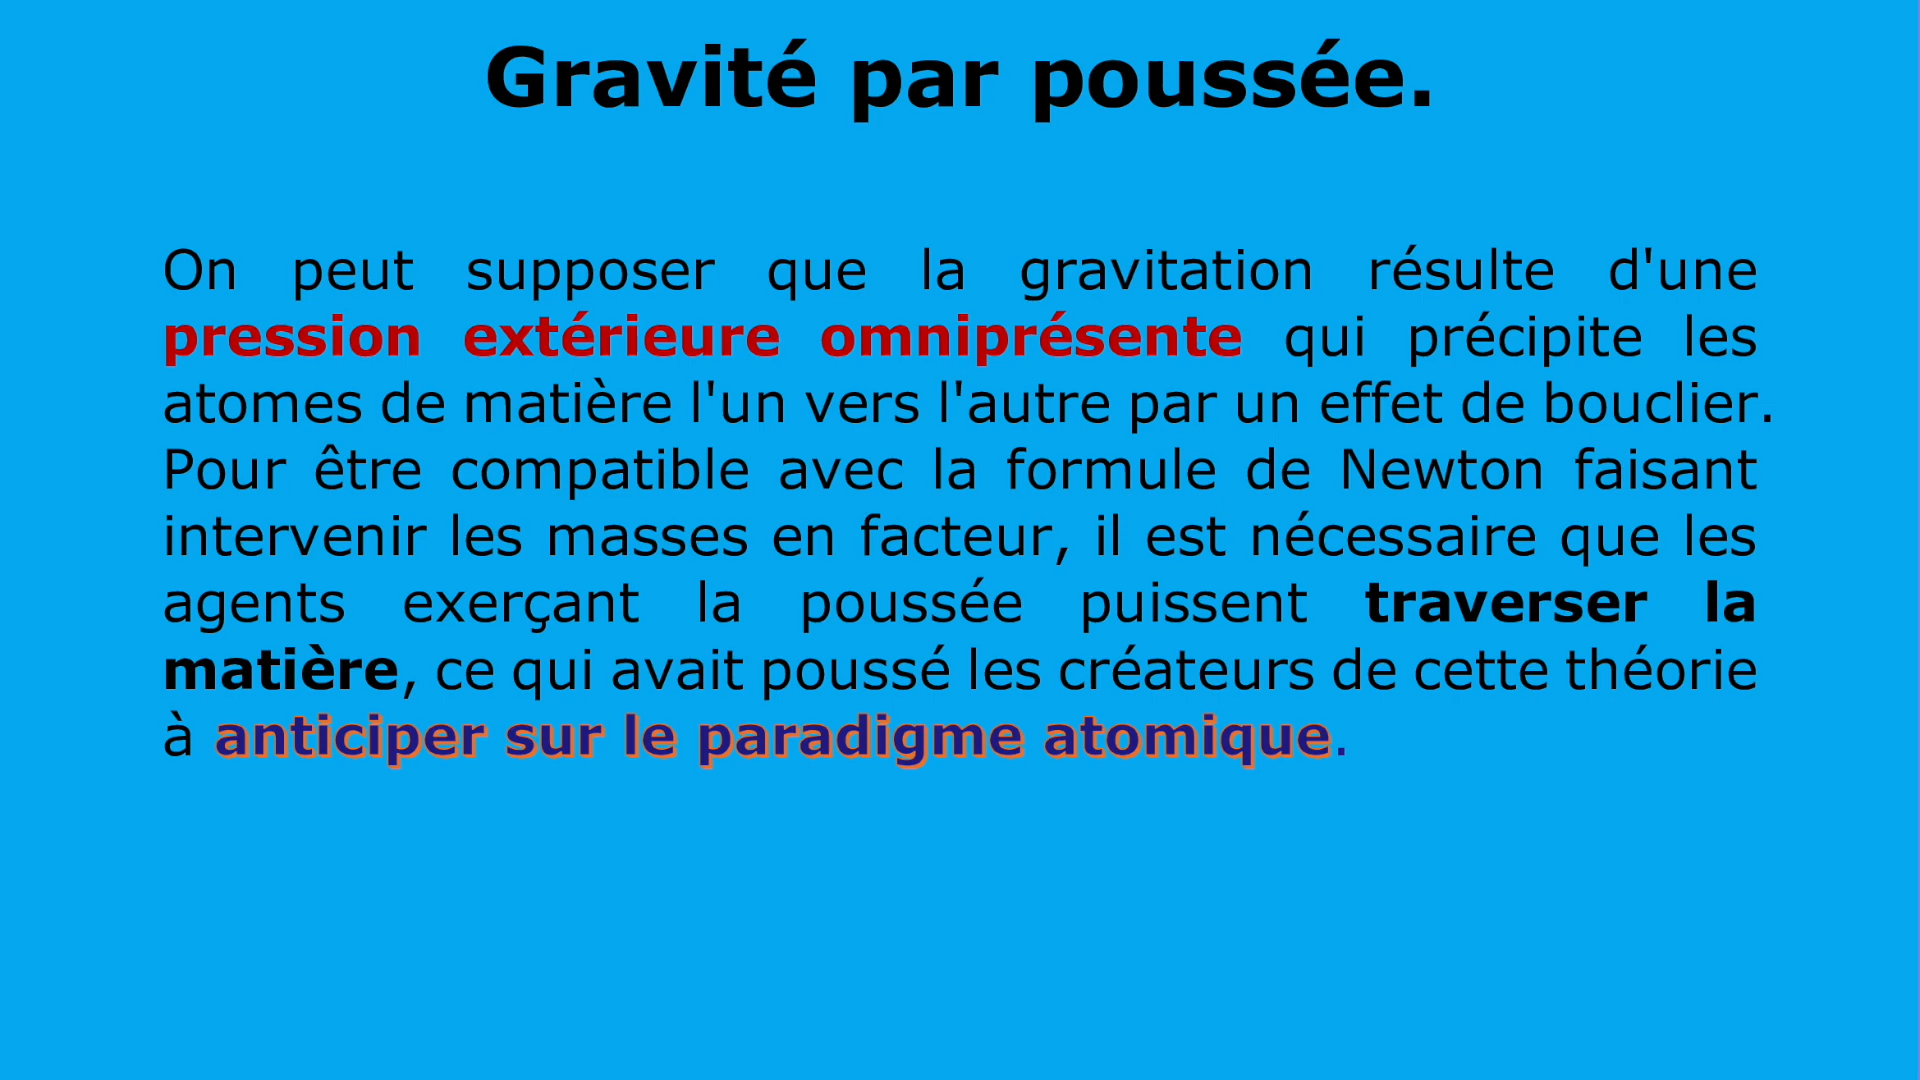 Gravité par poussée.
On peut supposer que la gravitation résulte d'une
pression extérieure omniprésente qui précipite les
atomes de matière l'un vers l'autre par un effet de bouclier.
Pour être compatible avec la formule de Newton faisant
intervenir les masses en facteur, il est nécessaire que les
agents exerçant la poussée puissent traverser la
matière, ce qui avait poussé les créateurs de cette théorie
à anticiper sur le paradigme atomique.